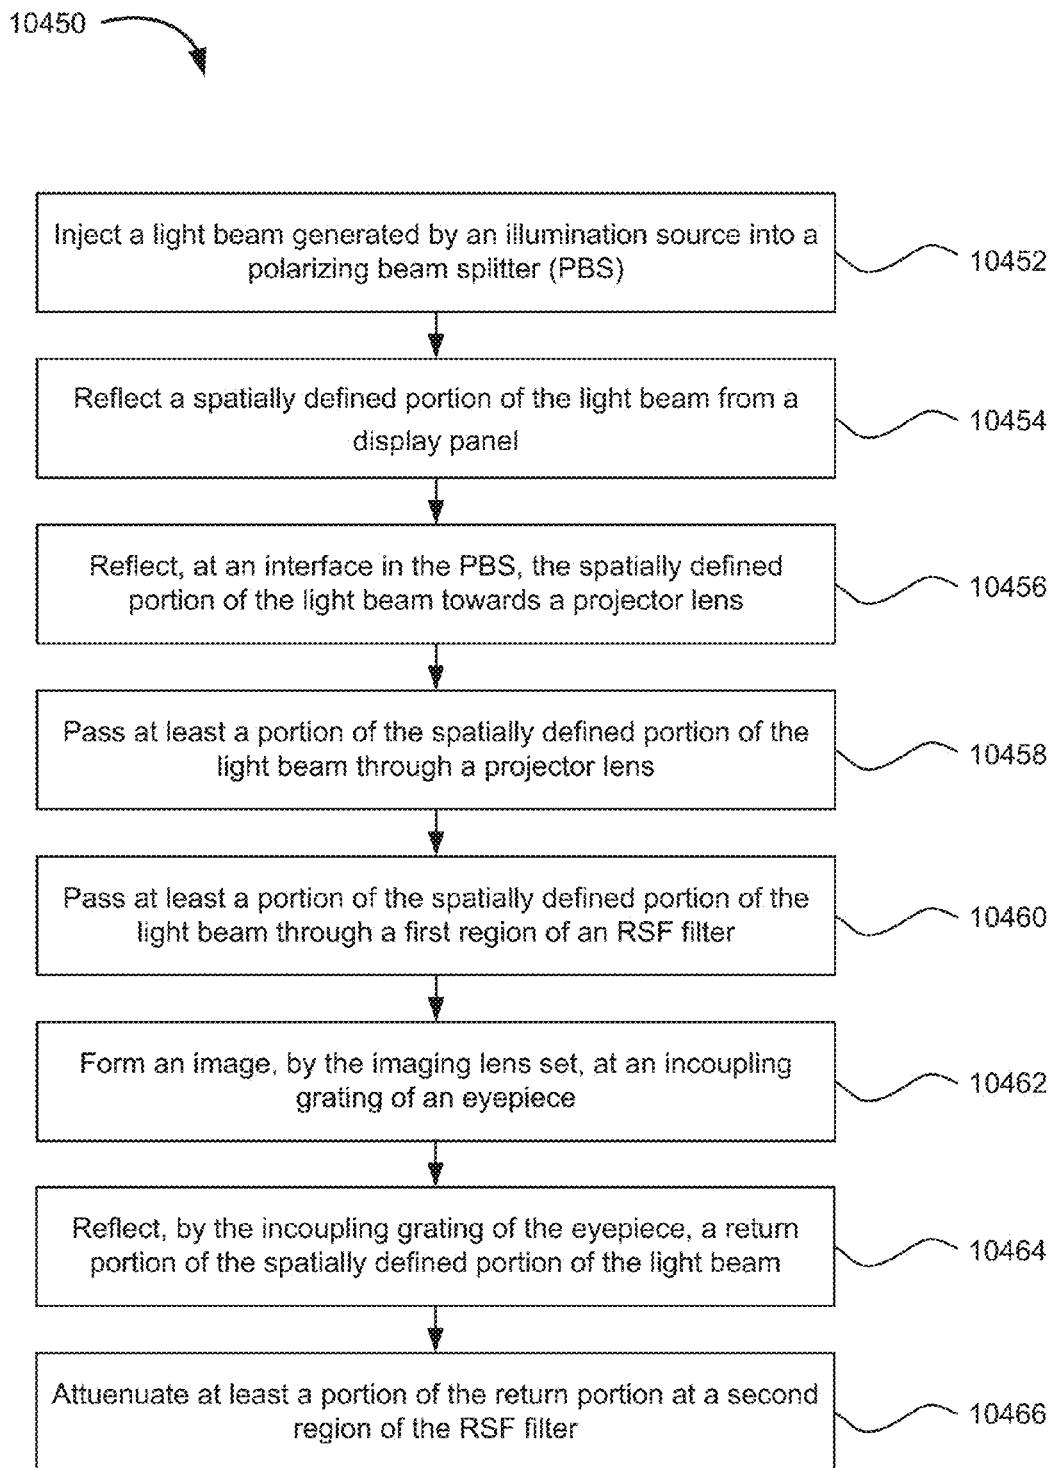 10450
Inject a light beam generated by an illumination source into a
polarizing beam splitter (PBS)
10452
Reflect a spatially defined portion of the light beam from a
display panel
10454
Reflect, at an interface in the PBS, the spatially defined
portion of the light beam towards a projector lens
10456
Pass at least a portion of the spatially defined portion of the
light beam through a projector lens
10458
Pass at least a portion of the spatially defined portion of the
light beam through a first region of an RSF filter
10460
Form an image, by the imaging lens set, at an incoupling
grating of an eyepiece
10462
Reflect, by the incoupling grating of the eyepiece, a return
portion of the spatially defined portion of the light beam
10464
Attuenuate at least a portion of the return portion at a second
region of the RSF filter
10466